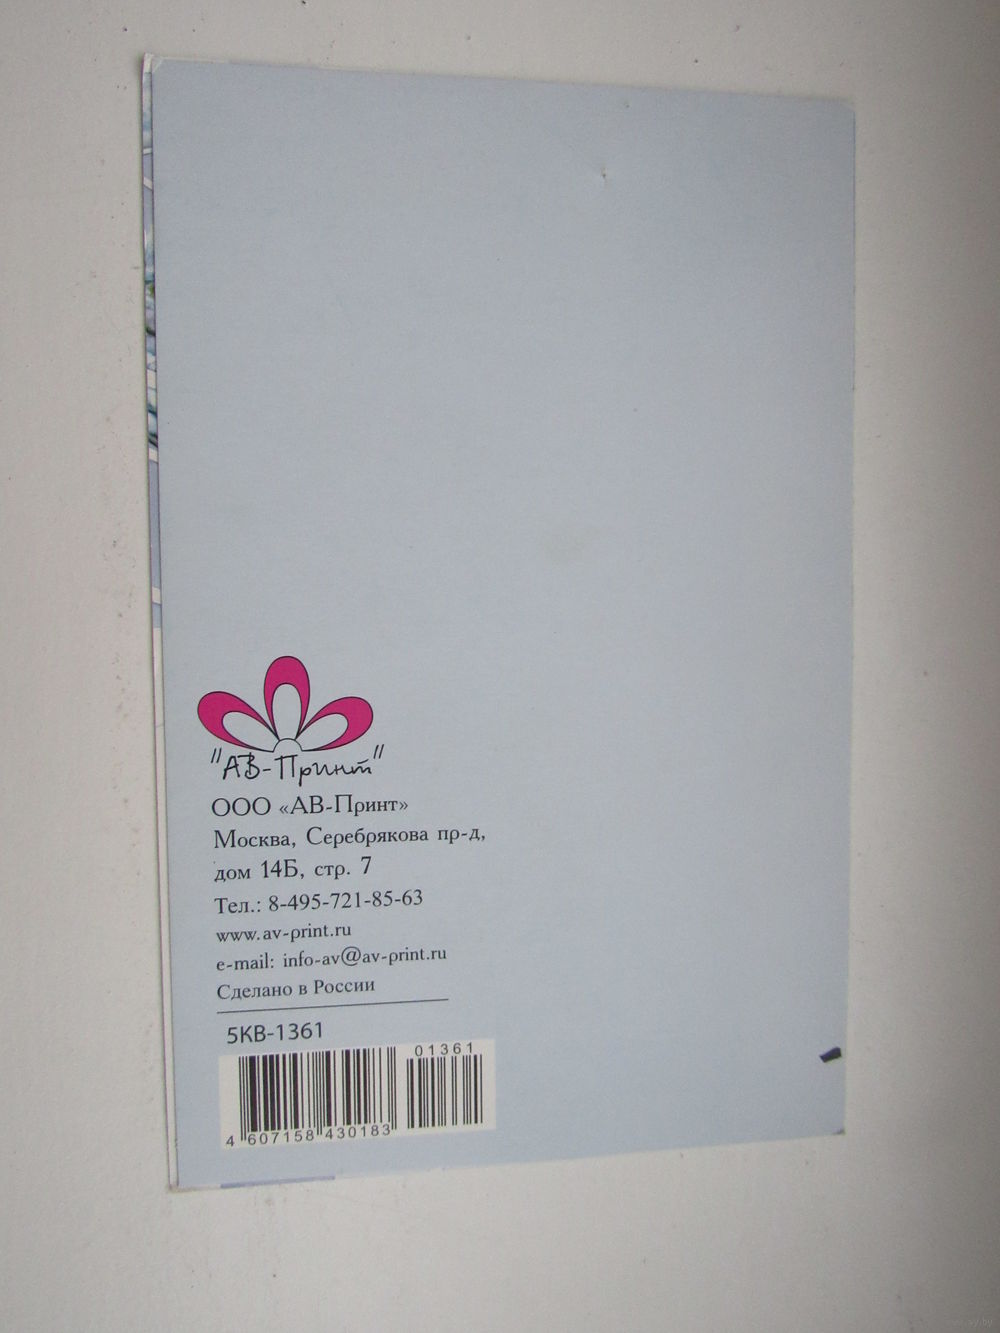 "АВ-Принт"
ООО «АВ-Принт»
Москва, Серебрякова пр-д,
дом 14Б, стр. 7
Тел.: 8-495-721-85-63
www.av-print.ru
e-mail: info-av@av-print.ru
Сделано в России
5КВ-1361
01361
4 607158 430183